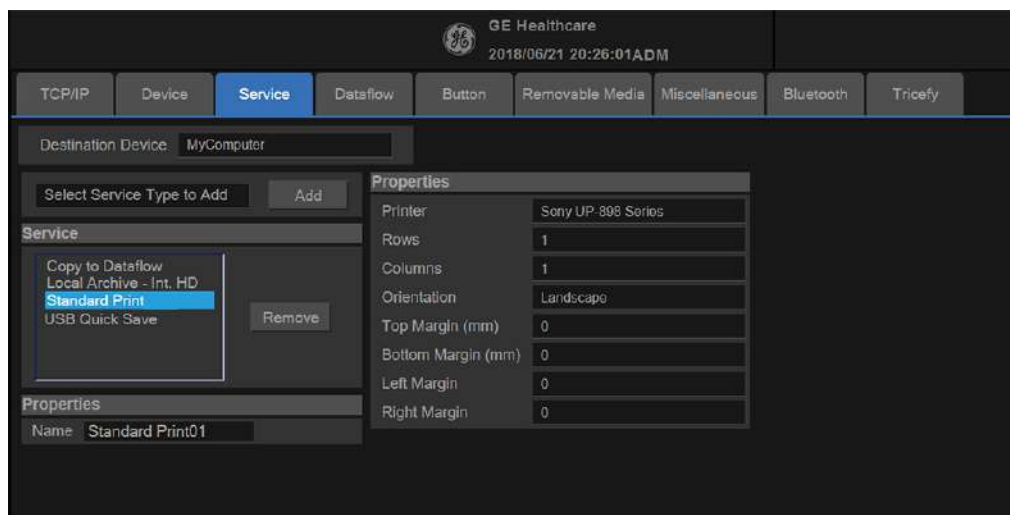 GE Healthcare
2018/06/21 20:26:01ADM
TCP/IP Device Service Dataflow Button Removable Media Miscellaneous Bluetooth Tricefy
Destination Device MyComputer
Select Service Type to Add Add
Service
Copy to Dataflow
Local Archive - Int. HD
Standard Print
USB Quick Save
Remove
Properties
Name Standard Print01
Properties
Printer Sony UP-898 Series
Rows 1
Columns 1
Orientation Landscape
Top Margin (mm) 0
Bottom Margin (mm) 0
Left Margin 0
Right Margin 0